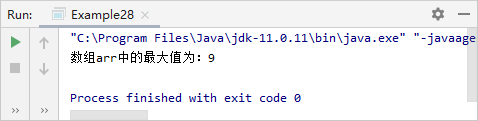 Run: Example28
"C:\Program Files\Java\jdk-11.0.11\bin\java.exe" "-javaage
数组arr中的最大值为：9
Process finished with exit code 0